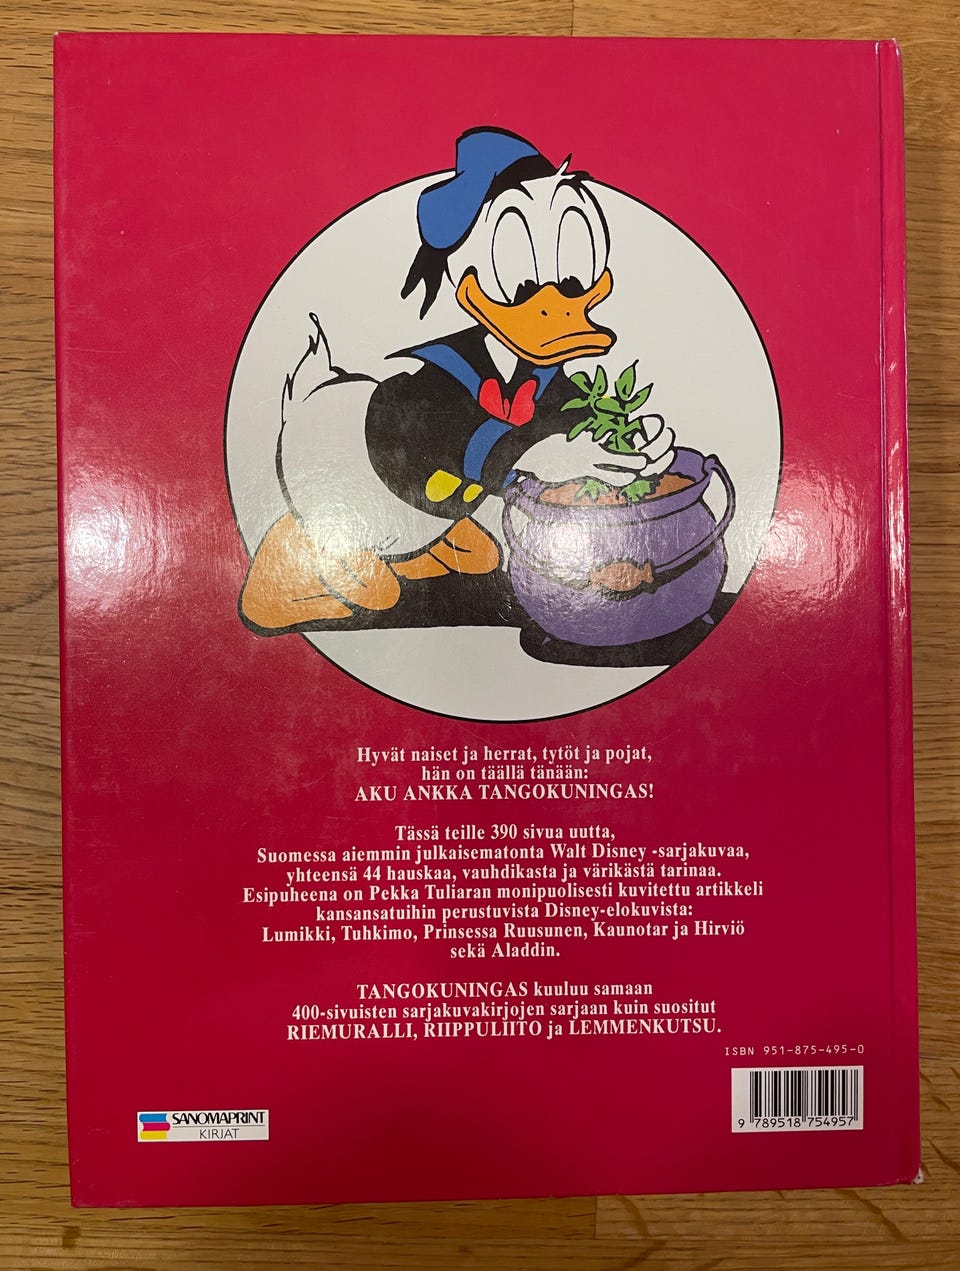 Hyvät naiset ja herrat, tytöt ja pojat,
hän on täällä tänään:
AKU ANKKA TANGOKUNINGAS!
Tässä teille 390 sivua uutta,
Suomessa aiemmin julkaisematonta Walt Disney -sarjakuvaa,
yhteensä 44 hauskaa, vauhdikasta ja värikästä tarinaa.
Esipuheena on Pekka Tuliaran monipuolisesti kuvitettu artikkeli
kansansatuihin perustuvista Disney-elokuvista:
Lumikki, Tuhkimo, Prinsessa Ruusunen, Kaunotar ja Hirviö
sekä Aladdin.
TANGOKUNINGAS kuuluu samaan
400-sivuisten sarjakuvakirjojen sarjaan kuin suositut
RIEMURALLI, RIIPPULIITO ja LEMMENKUTSU.
ISBN 951-875-495-0
9 789518 754957
SANOMAPRINT
KIRJAT